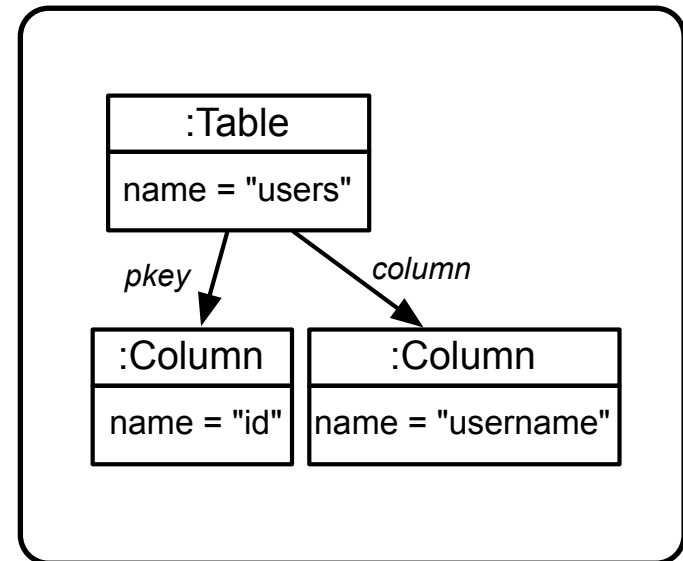 :Table
name = "users"
pkey
column
:Column
name = "id"
:Column
name = "username"